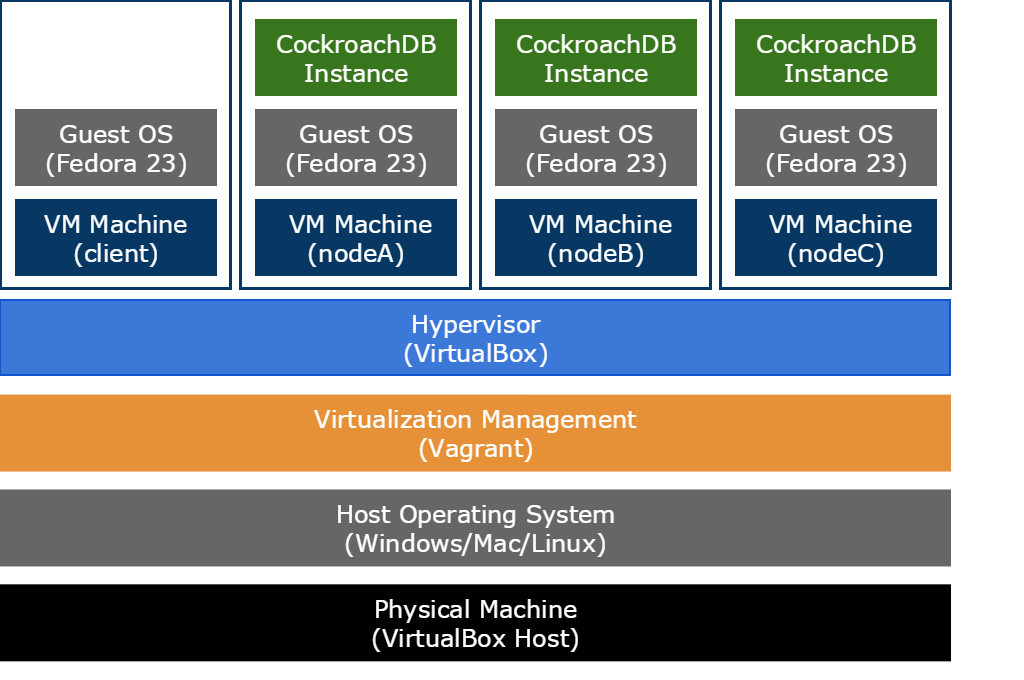 CockroachDB
Instance
CockroachDB
Instance
CockroachDB
Instance
Guest OS
(Fedora 23)
Guest OS
(Fedora 23)
Guest OS
(Fedora 23)
Guest OS
(Fedora 23)
VM Machine
(client)
VM Machine
(nodeA)
VM Machine
(nodeB)
VM Machine
(nodeC)
Hypervisor
(VirtualBox)
Virtualization Management
(Vagrant)
Host Operating System
(Windows/Mac/Linux)
Physical Machine
(VirtualBox Host)